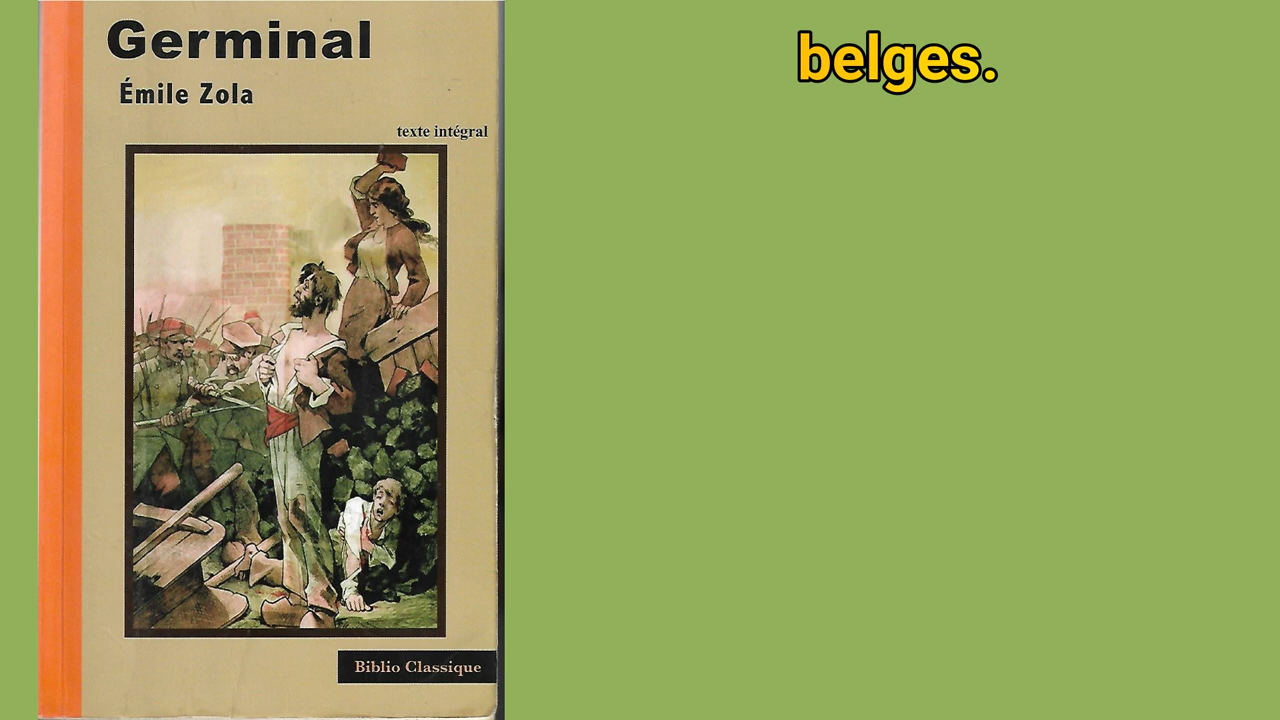 Germinal
Émile Zola
texte intégral
Biblio Classique
belges.